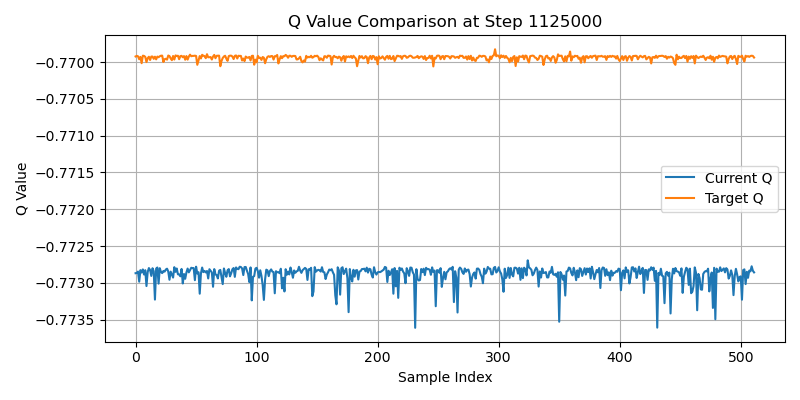 Q Value Comparison at Step 1125000
Q Value
−0.7700
−0.7705
−0.7710
−0.7715
−0.7720
−0.7725
−0.7730
−0.7735
Current Q
Target Q
0 100 200 300 400 500
Sample Index